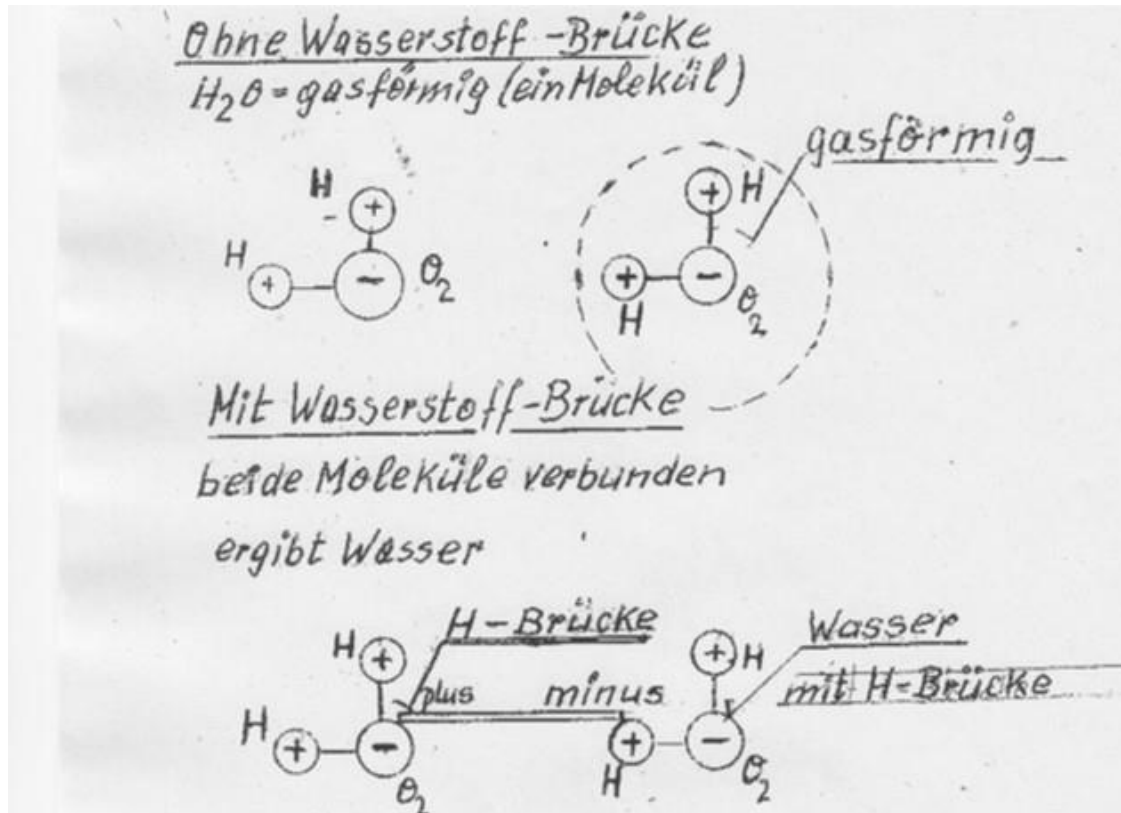 Ohne Wasserstoff-Brücke
H₂O = gasförmig (ein Molekül)
gasförmig
H
+
H
+
-
O₂
+
H
+
H
-
O₂
Mit Wasserstoff-Brücke
beide Moleküle verbunden
ergibt Wasser
H-Brücke
Wasser
mit H-Brücke
H
+
plus
minus
H
+
-
O₂
+
H
+
H
-
O₂